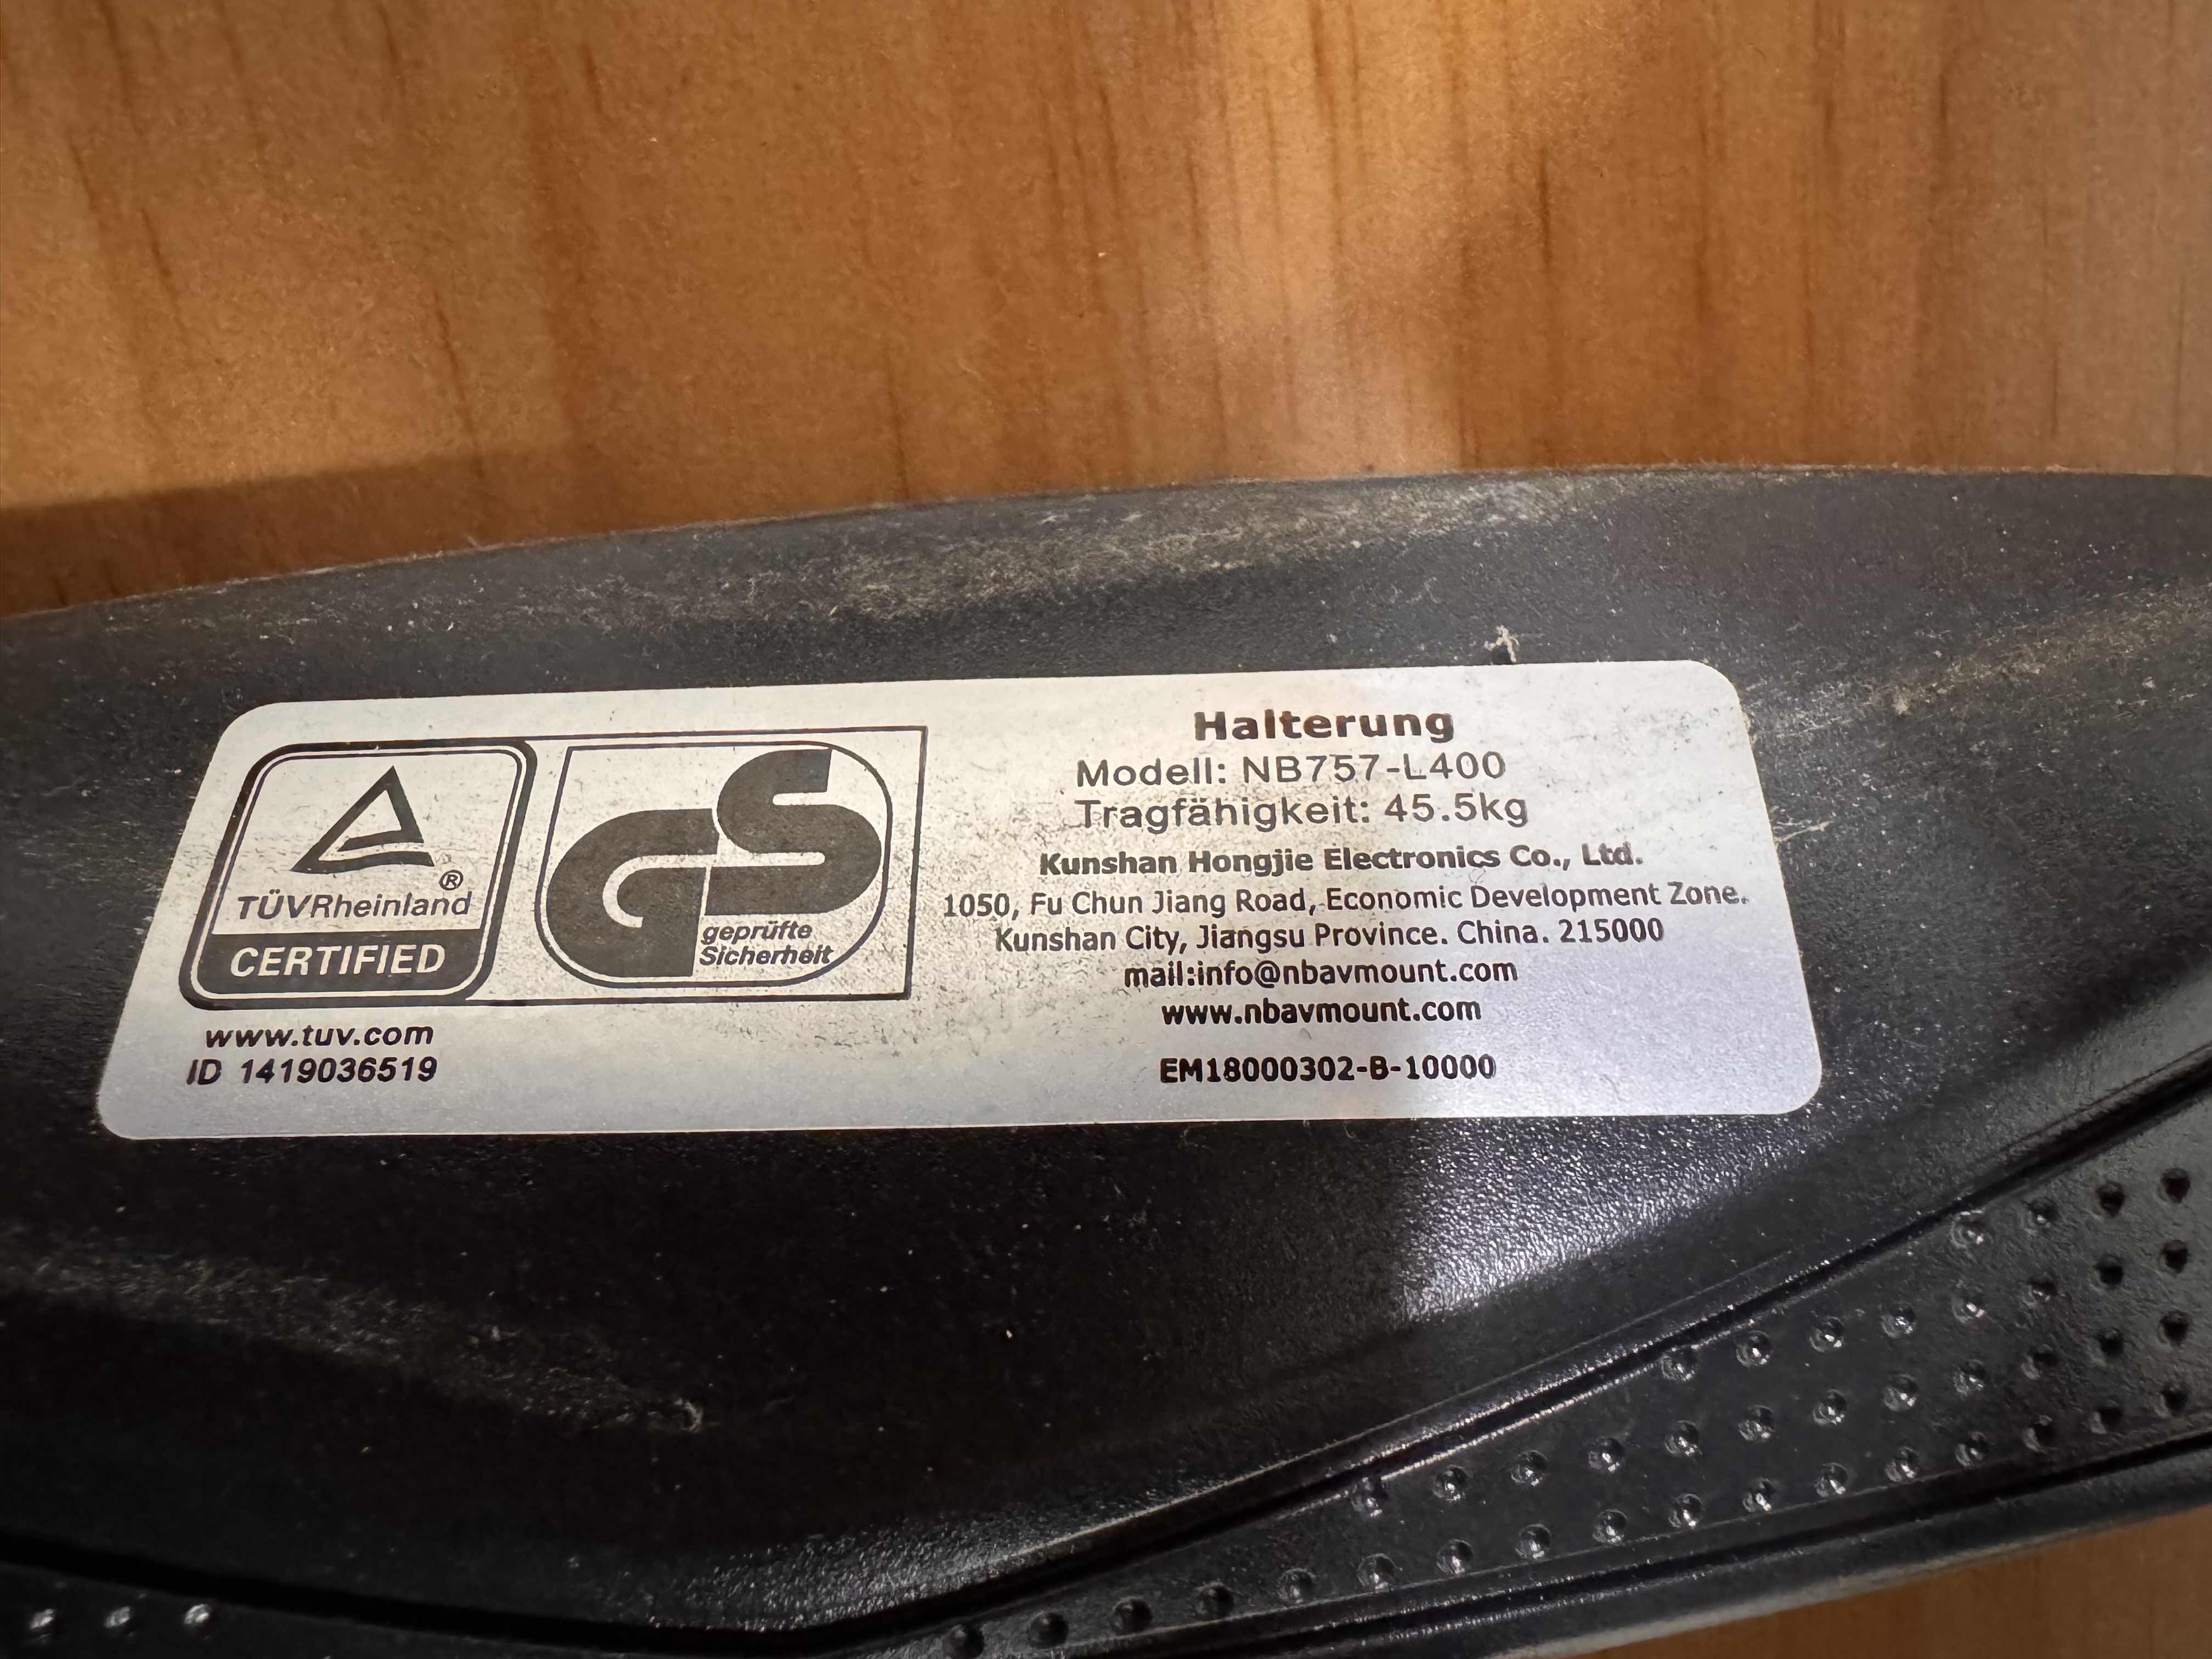 ®
TÜVRheinland
CERTIFIED
www.tuv.com
ID 1419036519
GS
geprüfte
Sicherheit
Halterung
Modell: NB757-L400
Tragfähigkeit: 45.5kg
Kunshan Hongjie Electronics Co., Ltd.
1050, Fu Chun Jiang Road, Economic Development Zone.
Kunshan City, Jiangsu Province. China. 215000
mail:info@nbavmount.com
www.nbavmount.com
EM18000302-B-10000